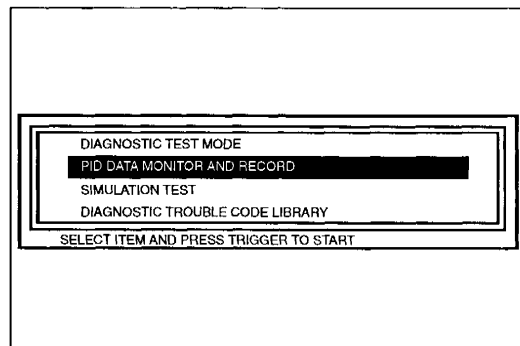 DIAGNOSTIC TEST MODE
PID DATA MONITOR AND RECORD
SIMULATION TEST
DIAGNOSTIC TROUBLE CODE LIBRARY
SELECT ITEM AND PRESS TRIGGER TO START